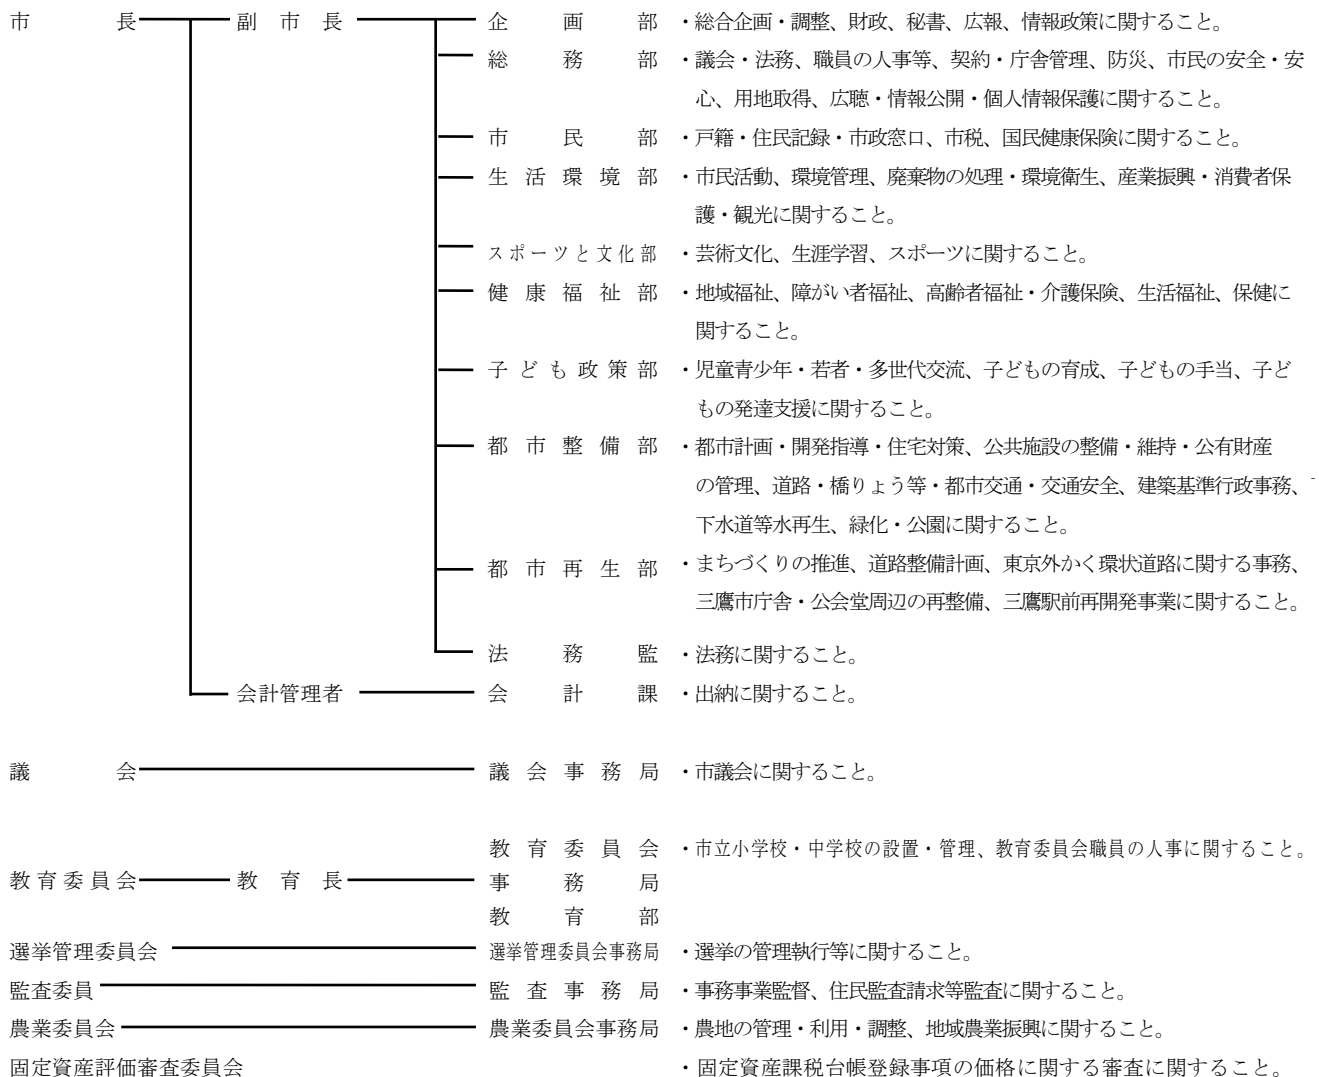 市長 副市長 企画部 ・総合企画・調整、財政、秘書、広報、情報政策に関すること。
総務部 ・議会・法務、職員の人事等、契約・庁舎管理、防災、市民の安全・安
心、用地取得、広聴・情報公開・個人情報保護に関すること。
市民部 ・戸籍・住民記録・市政窓口、市税、国民健康保険に関すること。
生活環境部 ・市民活動、環境管理、廃棄物の処理・環境衛生、産業振興・消費者保
護・観光に関すること。
スポーツと文化部 ・芸術文化、生涯学習、スポーツに関すること。
健康福祉部 ・地域福祉、障がい者福祉、高齢者福祉・介護保険、生活福祉、保健に
関すること。
子ども政策部 ・児童青少年・若者・多世代交流、子どもの育成、子どもの手当、子ど
もの発達支援に関すること。
都市整備部 ・都市計画・開発指導・住宅対策、公共施設の整備・維持・公有財産
の管理、道路・橋りょう等・都市交通・交通安全、建築基準行政事務、
下水道等水再生、緑化・公園に関すること。
都市再生部 ・まちづくりの推進、道路整備計画、東京外かく環状道路に関する事務、
三鷹市庁舎・公会堂周辺の再整備、三鷹駅前再開発事業に関すること。
法務監 ・法務に関すること。
会計管理者 会計課 ・出納に関すること。
議会 議会事務局 ・市議会に関すること。
教育委員会 ・市立小学校・中学校の設置・管理、教育委員会職員の人事に関すること。
教育委員会 教育長 事務局
教育部
選挙管理委員会 選挙管理委員会事務局 ・選挙の管理執行等に関すること。
監査委員 監査事務局 ・事務事業監督、住民監査請求等監査に関すること。
農業委員会 農業委員会事務局 ・農地の管理・利用・調整、地域農業振興に関すること。
固定資産評価審査委員会 ・固定資産課税台帳登録事項の価格に関する審査に関すること。